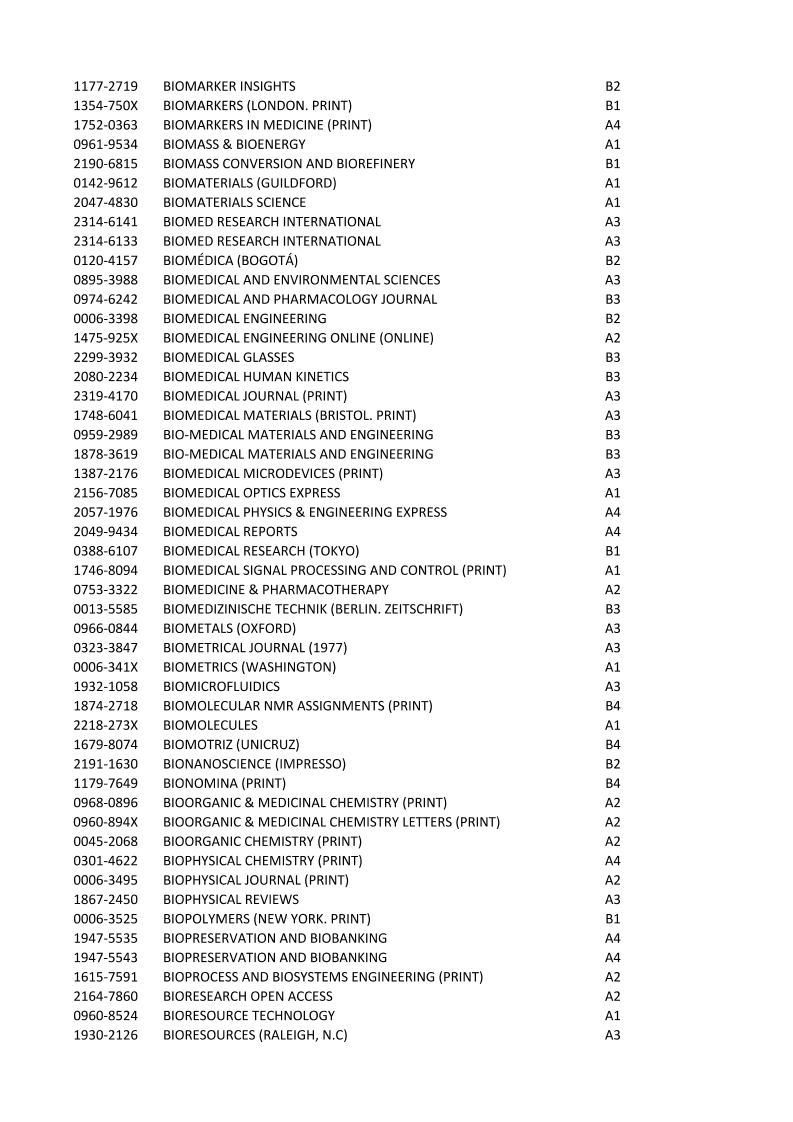 1177-2719 BIOMARKER INSIGHTS B2
1354-750X BIOMARKERS (LONDON. PRINT) B1
1752-0363 BIOMARKERS IN MEDICINE (PRINT) A4
0961-9534 BIOMASS & BIOENERGY A1
2190-6815 BIOMASS CONVERSION AND BIOREFINERY B1
0142-9612 BIOMATERIALS (GUILDFORD) A1
2047-4830 BIOMATERIALS SCIENCE A1
2314-6141 BIOMED RESEARCH INTERNATIONAL A3
2314-6133 BIOMED RESEARCH INTERNATIONAL A3
0120-4157 BIOMÉDICA (BOGOTÁ) B2
0895-3988 BIOMEDICAL AND ENVIRONMENTAL SCIENCES A3
0974-6242 BIOMEDICAL AND PHARMACOLOGY JOURNAL B3
0006-3398 BIOMEDICAL ENGINEERING B2
1475-925X BIOMEDICAL ENGINEERING ONLINE (ONLINE) A2
2299-3932 BIOMEDICAL GLASSES B3
2080-2234 BIOMEDICAL HUMAN KINETICS B3
2319-4170 BIOMEDICAL JOURNAL (PRINT) A3
1748-6041 BIOMEDICAL MATERIALS (BRISTOL. PRINT) A3
0959-2989 BIO-MEDICAL MATERIALS AND ENGINEERING B3
1878-3619 BIO-MEDICAL MATERIALS AND ENGINEERING B3
1387-2176 BIOMEDICAL MICRODEVICES (PRINT) A3
2156-7085 BIOMEDICAL OPTICS EXPRESS A1
2057-1976 BIOMEDICAL PHYSICS & ENGINEERING EXPRESS A4
2049-9434 BIOMEDICAL REPORTS A4
0388-6107 BIOMEDICAL RESEARCH (TOKYO) B1
1746-8094 BIOMEDICAL SIGNAL PROCESSING AND CONTROL (PRINT) A1
0753-3322 BIOMEDICINE & PHARMACOTHERAPY A2
0013-5585 BIOMEDIZINISCHE TECHNIK (BERLIN. ZEITSCHRIFT) B3
0966-0844 BIOMETALS (OXFORD) A3
0323-3847 BIOMETRICAL JOURNAL (1977) A3
0006-341X BIOMETRICS (WASHINGTON) A1
1932-1058 BIOMICROFLUIDICS A3
1874-2718 BIOMOLECULAR NMR ASSIGNMENTS (PRINT) B4
2218-273X BIOMOLECULES A1
1679-8074 BIOMOTRIZ (UNICRUZ) B4
2191-1630 BIONANOSCIENCE (IMPRESSO) B2
1179-7649 BIONOMINA (PRINT) B4
0968-0896 BIOORGANIC & MEDICINAL CHEMISTRY (PRINT) A2
0960-894X BIOORGANIC & MEDICINAL CHEMISTRY LETTERS (PRINT) A2
0045-2068 BIOORGANIC CHEMISTRY (PRINT) A2
0301-4622 BIOPHYSICAL CHEMISTRY (PRINT) A4
0006-3495 BIOPHYSICAL JOURNAL (PRINT) A2
1867-2450 BIOPHYSICAL REVIEWS A3
0006-3525 BIOPOLYMERS (NEW YORK. PRINT) B1
1947-5535 BIOPRESERVATION AND BIOBANKING A4
1947-5543 BIOPRESERVATION AND BIOBANKING A4
1615-7591 BIOPROCESS AND BIOSYSTEMS ENGINEERING (PRINT) A2
2164-7860 BIORESEARCH OPEN ACCESS A2
0960-8524 BIORESOURCE TECHNOLOGY A1
1930-2126 BIORESOURCES (RALEIGH, N.C) A3